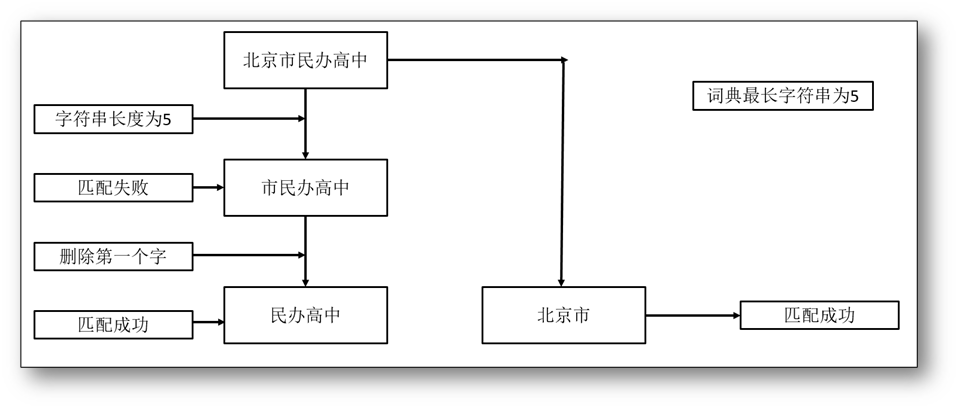 北京市民办高中
词典最长字符串为5
字符串长度为5
匹配失败
市民办高中
删除第一个字
匹配成功
民办高中
北京市
匹配成功